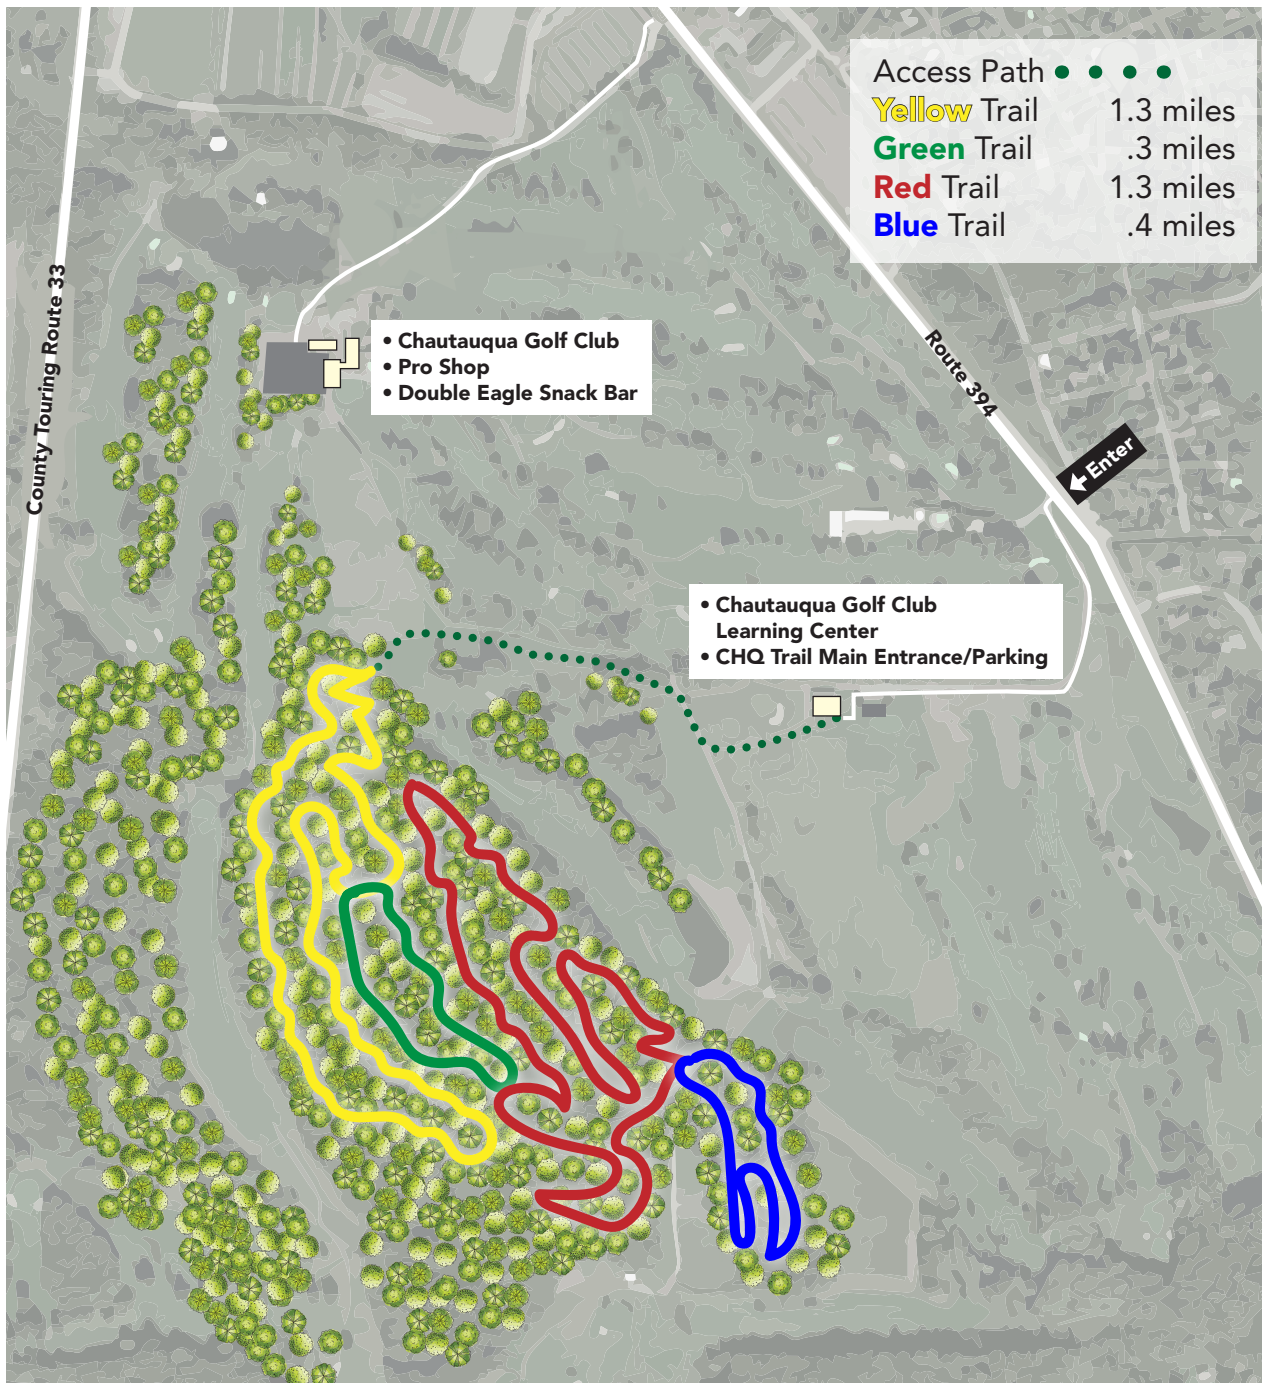 Access Path
Yellow Trail 1.3 miles
Green Trail .3 miles
Red Trail 1.3 miles
Blue Trail .4 miles
County Touring Route 33
• Chautauqua Golf Club
• Pro Shop
• Double Eagle Snack Bar
Route 394
Enter
• Chautauqua Golf Club
Learning Center
• CHQ Trail Main Entrance/Parking